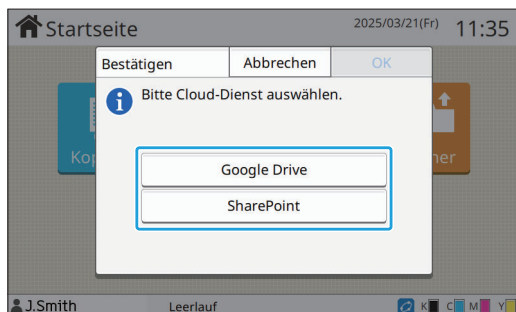 Startseite
2025/03/21(Fr) 11:35
Bestätigen
Abbrechen
OK
Bitte Cloud-Dienst auswählen.
Google Drive
SharePoint
J.Smith
Leerlauf
K C M Y